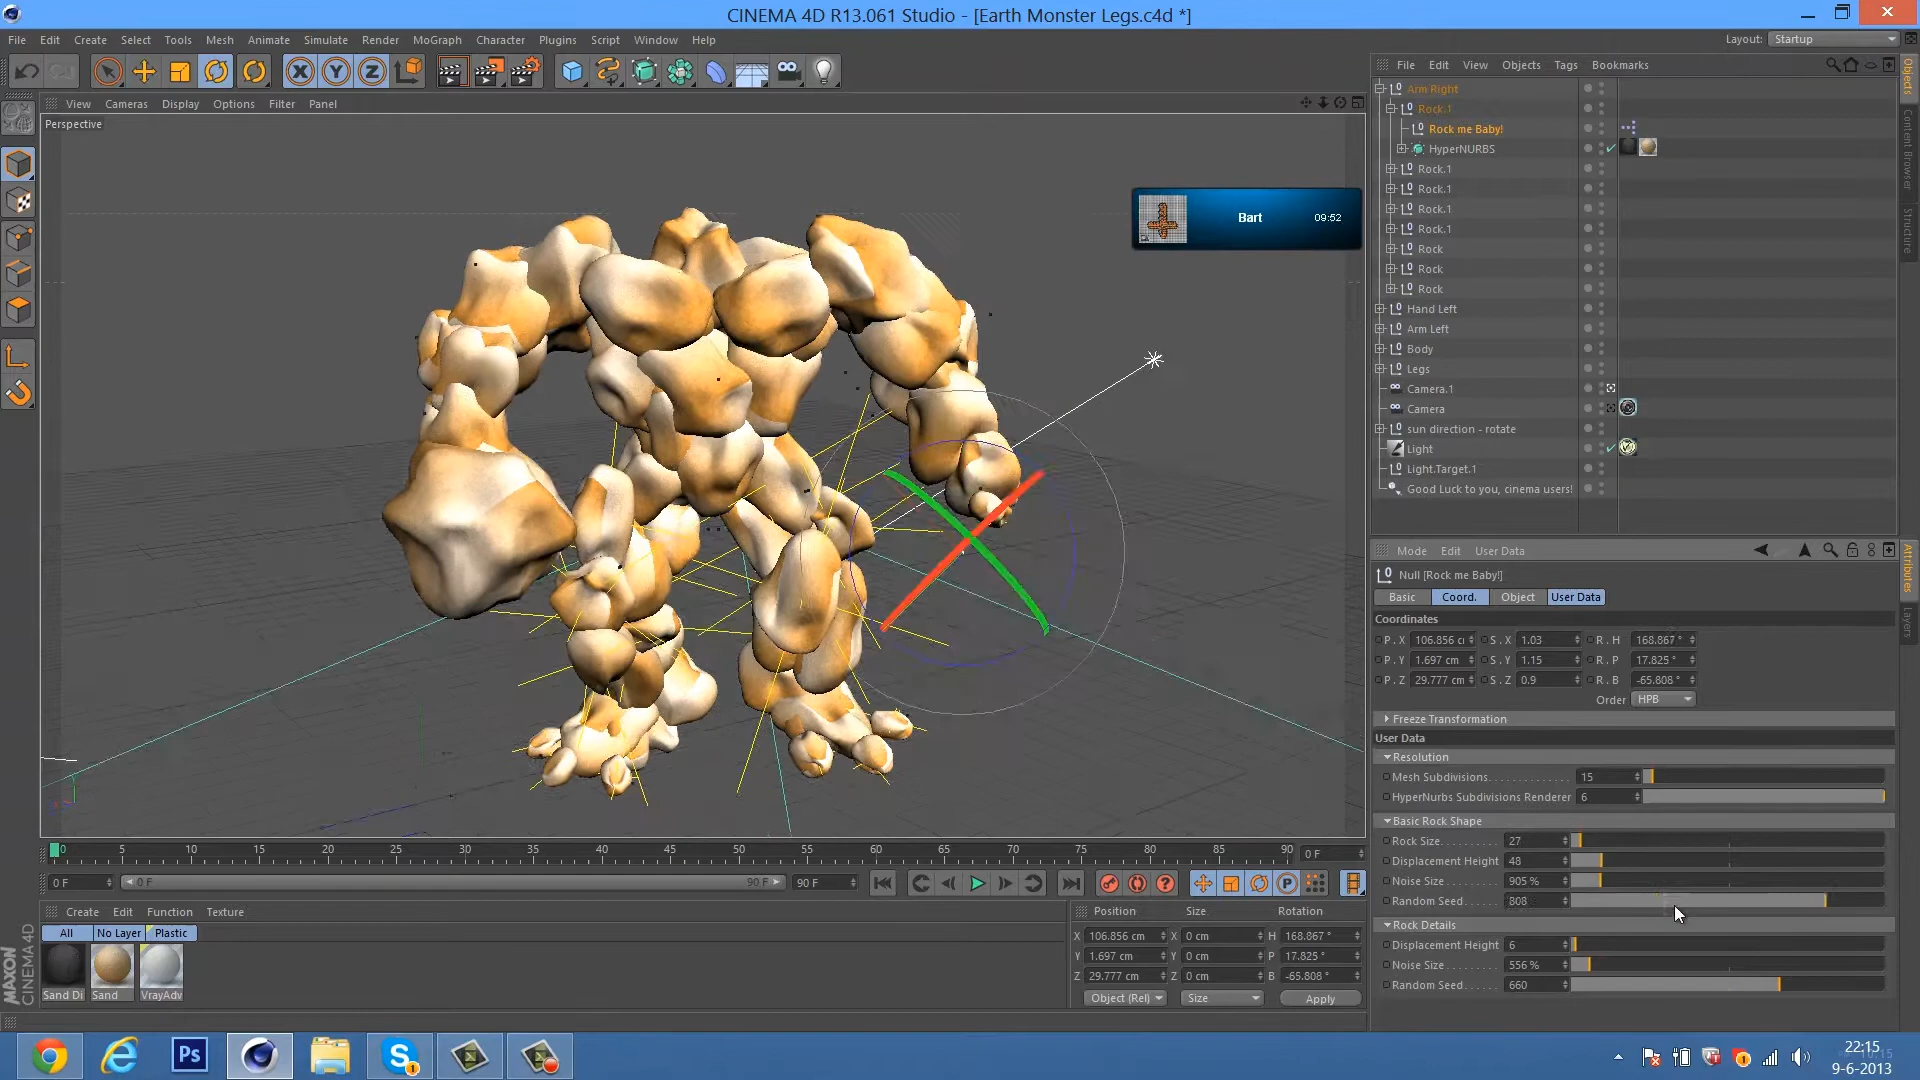 CINEMA 4D R13.061 Studio - [Earth Monster Legs.c4d *]
File Edit Create Select Tools Mesh Animate Simulate Render MoGraph Character Plugins Script Window Help
Layout: Startup
View Cameras Display Options Filter Panel
Perspective
Bart 09:52
File Edit View Objects Tags Bookmarks
Arm Right
Rock.1
Rock me Baby!
HyperNURBS
Rock.1
Rock.1
Rock.1
Rock.1
Rock
Rock
Rock
Hand Left
Arm Left
Body
Legs
Camera.1
Camera
sun direction - rotate
Light
Light.Target.1
Good Luck to you, cinema users!
Objects
Content Browser
Structure
Mode Edit User Data
Null [Rock me Baby!]
Basic Coord. Object User Data
Coordinates
P . X 106.856 S . X 1.03 R . H 168.867 °
P . Y 1.697 cm S . Y 1.15 R . P 17.825 °
P . Z 29.777 cm S . Z 0.9 R . B -65.808 °
Order HPB
Freeze Transformation
User Data
Resolution
Mesh Subdivisions 15
HyperNurbs Subdivisions Renderer 6
Basic Rock Shape
Rock Size 27
Displacement Height 48
Noise Size 905 %
Random Seed 808
Rock Details
Displacement Height 6
Noise Size 556 %
Random Seed 660
Attributes
Layers
0 5 10 15 20 25 30 35 40 45 50 55 60 65 70 75 80 85 90 0 F
0 F 0 F 90 F 90 F
Create Edit Function Texture
All No Layer Plastic
Sand Di Sand VrayAdv
MAXON
CINEMA 4D
Position Size Rotation
X 106.856 cm X 0 cm H 168.867 °
Y 1.697 cm Y 0 cm P 17.825 °
Z 29.777 cm Z 0 cm B -65.808 °
Object (Rel) Size Apply
Ps
22:15
9-6-2013